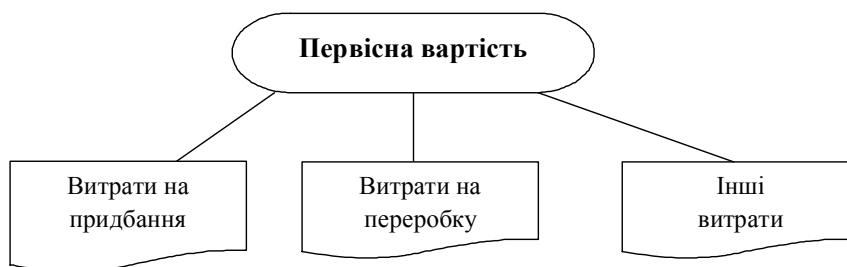 Первісна вартість
Витрати на
придбання
Витрати на
переробку
Інші
витрати